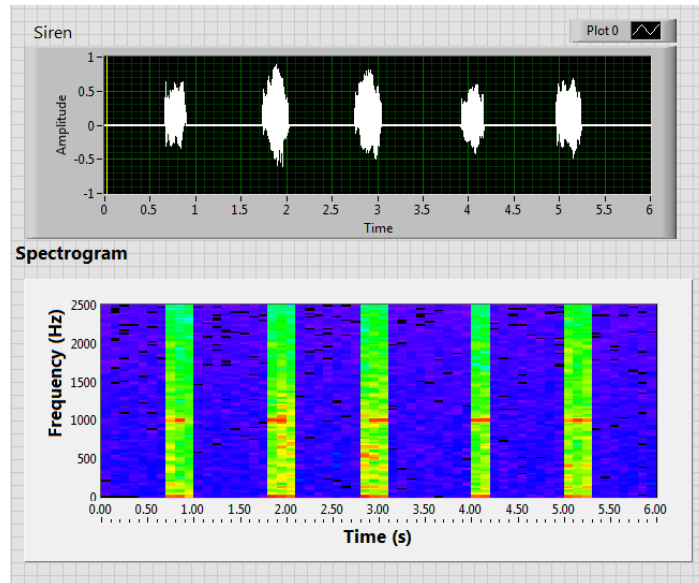 Siren
Plot 0
1
0.5
0
-0.5
-1
Amplitude
0 0.5 1 1.5 2 2.5 3 3.5 4 4.5 5 5.5 6
Time
Spectrogram
2500
2000
1500
1000
500
0
Frequency (Hz)
0.00 0.50 1.00 1.50 2.00 2.50 3.00 3.50 4.00 4.50 5.00 5.50 6.00
Time (s)